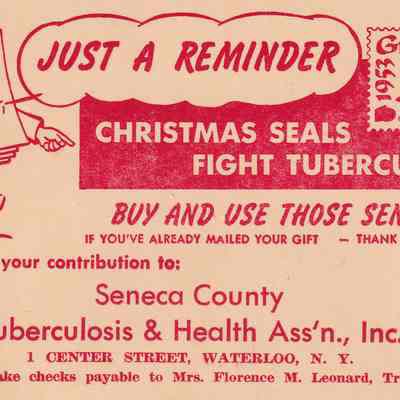 JUST A REMINDER
G
1953
CHRISTMAS SEALS
FIGHT TUBERCU
BUY AND USE THOSE SEN
IF YOU'VE ALREADY MAILED YOUR GIFT — THANK
your contribution to:
Seneca County
uberculosis & Health Ass'n., Inc.
1 CENTER STREET, WATERLOO, N. Y.
ake checks payable to Mrs. Florence M. Leonard, Tr